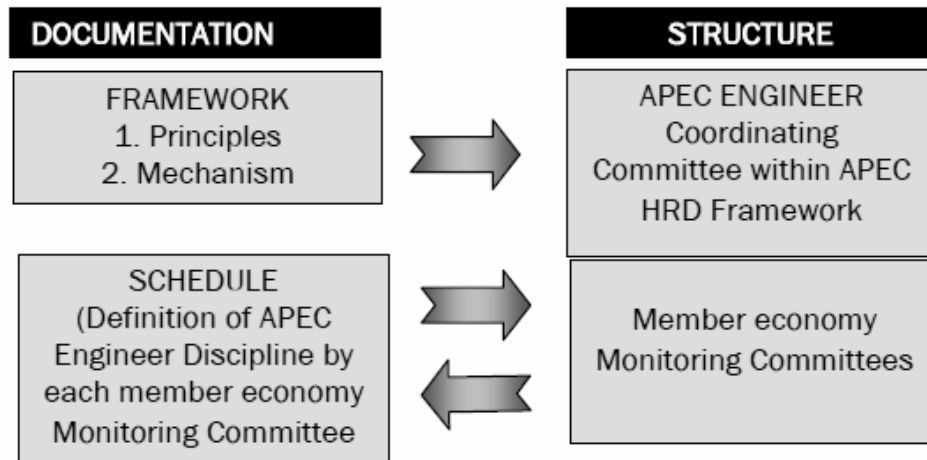 DOCUMENTATION
FRAMEWORK
1. Principles
2. Mechanism
SCHEDULE
(Definition of APEC
Engineer Discipline by
each member economy
Monitoring Committee
STRUCTURE
APEC ENGINEER
Coordinating
Committee within APEC
HRD Framework
Member economy
Monitoring Committees